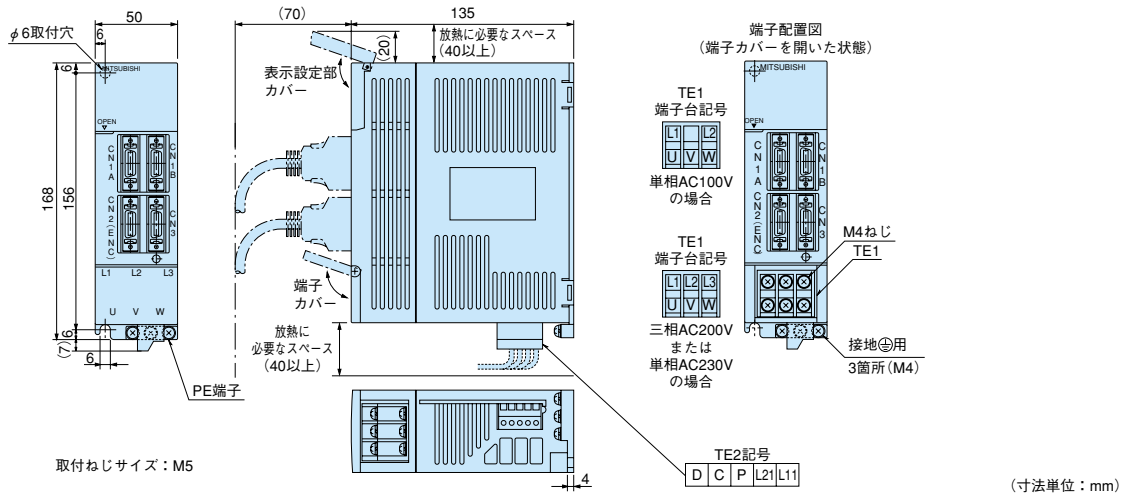 50
(70)
135
φ6取付穴
6
6
MITSUBISHI
OPEN
CN1A
CN1B
CN2(ENC)
CN3
168
156
L1 L2 L3
U V W
6
(7)
6
PE端子
取付ねじサイズ：M5
(20)
放熱に必要なスペース
(40以上)
表示設定部
カバー
端子
カバー
放熱に
必要なスペース
(40以上)
4
TE2記号
D C P L21 L11
TE1
端子台記号
L1 L2
U V W
単相AC100V
の場合
TE1
端子台記号
L1 L2 L3
U V W
三相AC200V
または
単相AC230V
の場合
端子配置図
(端子カバーを開いた状態)
MITSUBISHI
OPEN
CN1A
CN1B
CN2(ENC)
CN3
M4ねじ
TE1
接地⏚用
3箇所(M4)
(寸法単位：mm)